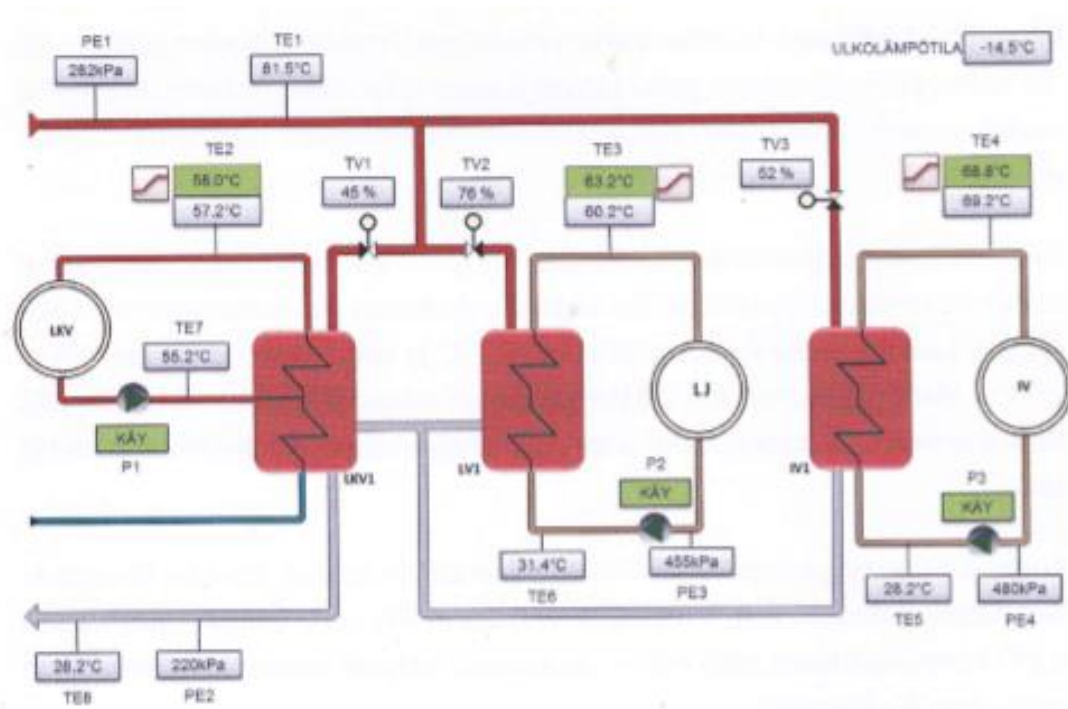 PE1
282kPa
TE1
81.5°C
ULKOLÄMPÖTILA
-14.5°C
TE2
58.0°C
57.2°C
TV1
45 %
TV2
76 %
TE3
63.2°C
60.2°C
TV3
52 %
TE4
68.8°C
69.2°C
LKV
TE7
55.2°C
KÄY
P1
LKV1
LV1
LJ
P2
KÄY
IV1
IV
P3
KÄY
31.4°C
TE6
455kPa
PE3
28.2°C
TE5
480kPa
PE4
28.2°C
TE8
220kPa
PE2